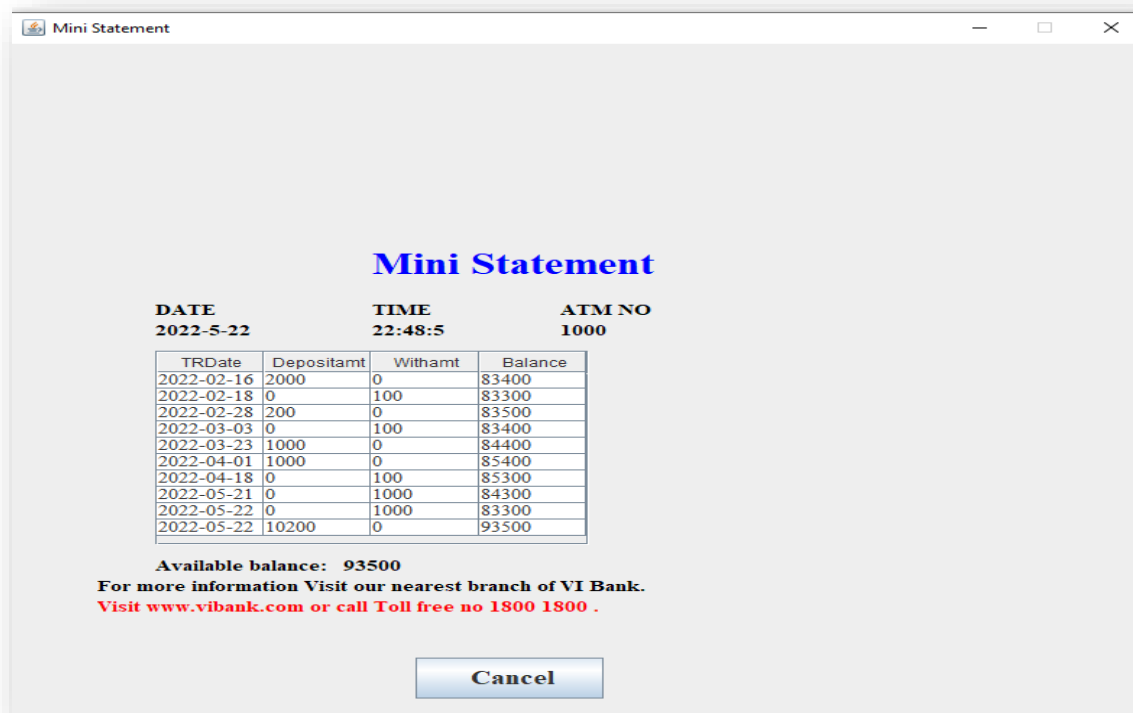 Mini Statement
Mini Statement
DATE TIME ATM NO
2022-5-22 22:48:5 1000
TRDate Depositamt Withamt Balance
2022-02-16 2000 0 83400
2022-02-18 0 100 83300
2022-02-28 200 0 83500
2022-03-03 0 100 83400
2022-03-23 1000 0 84400
2022-04-01 1000 0 85400
2022-04-18 0 100 85300
2022-05-21 0 1000 84300
2022-05-22 0 1000 83300
2022-05-22 10200 0 93500
Available balance: 93500
For more information Visit our nearest branch of VI Bank.
Visit www.vibank.com or call Toll free no 1800 1800 .
Cancel